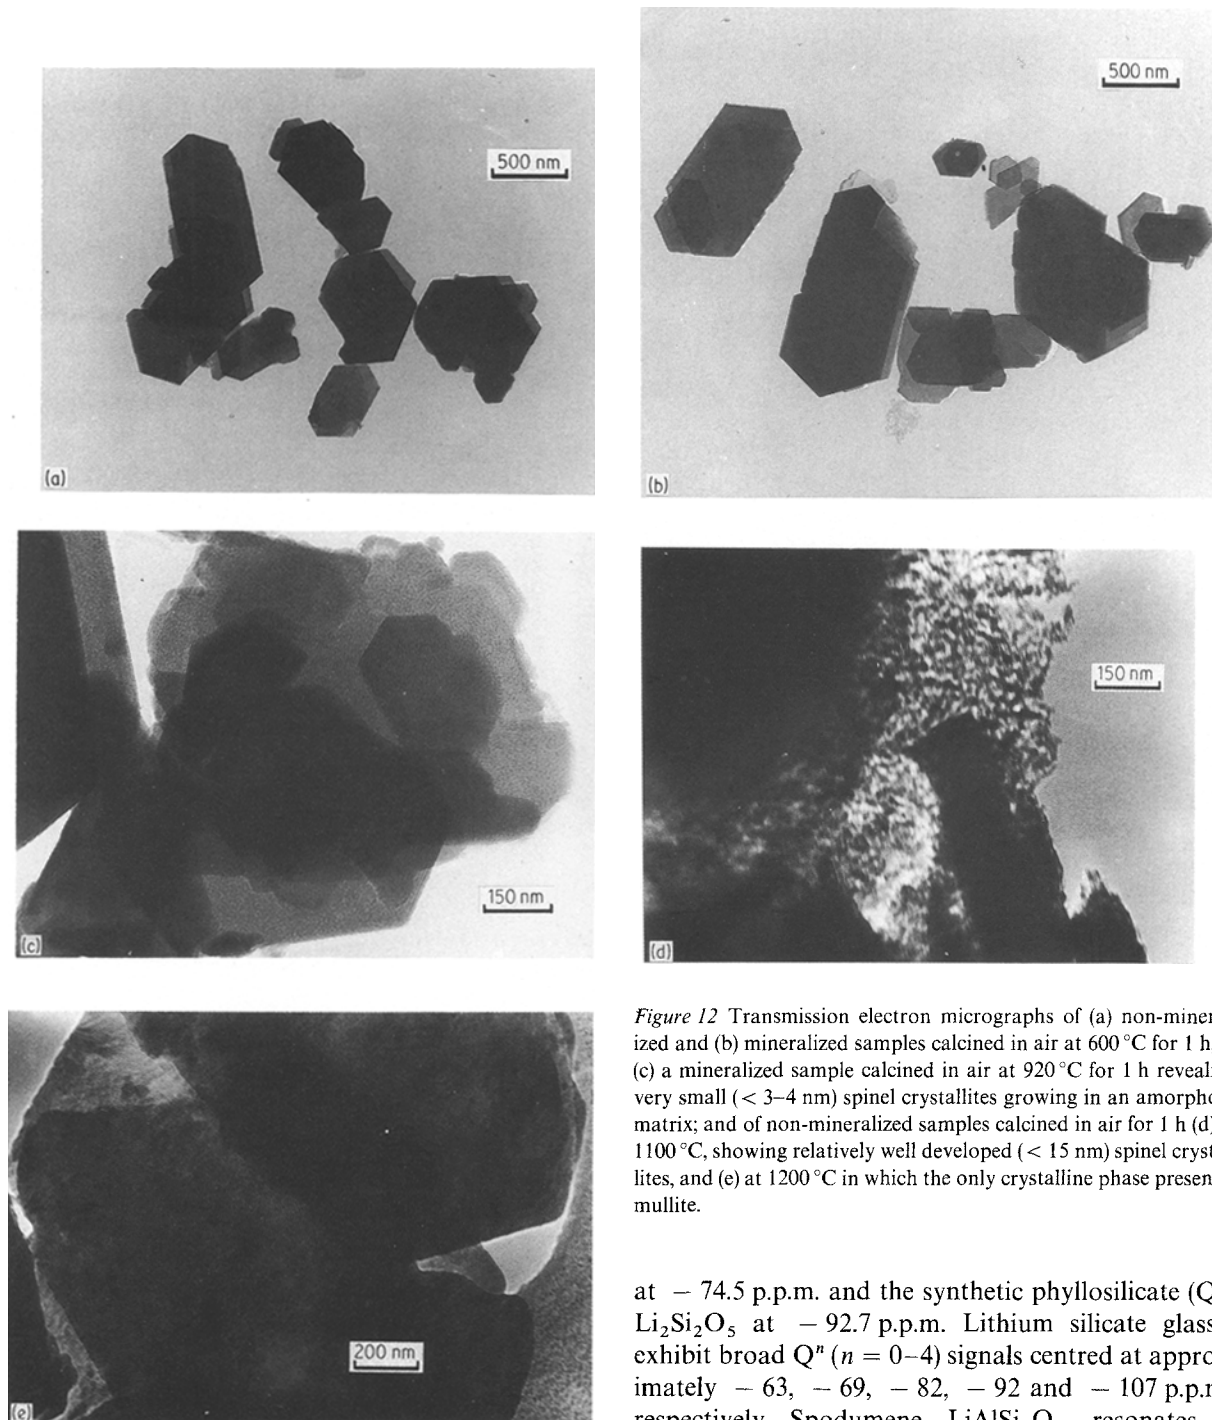 500 nm
(a)
500 nm
(b)
150 nm
(c)
150 nm
(d)
200 nm
(e)
Figure 12 Transmission electron micrographs of (a) non-miner
ized and (b) mineralized samples calcined in air at 600 °C for 1 h
(c) a mineralized sample calcined in air at 920 °C for 1 h reveal
very small (< 3–4 nm) spinel crystallites growing in an amorpho
matrix; and of non-mineralized samples calcined in air for 1 h (d)
1100 °C, showing relatively well developed (< 15 nm) spinel cryst
lites, and (e) at 1200 °C in which the only crystalline phase presen
mullite.
at − 74.5 p.p.m. and the synthetic phyllosilicate (Q
Li₂Si₂O₅ at − 92.7 p.p.m. Lithium silicate glass
exhibit broad Qⁿ (n = 0–4) signals centred at appro
imately − 63, − 69, − 82, − 92 and − 107 p.p.m
respectively. Spodumene, LiAlSi₂O₆, resonates